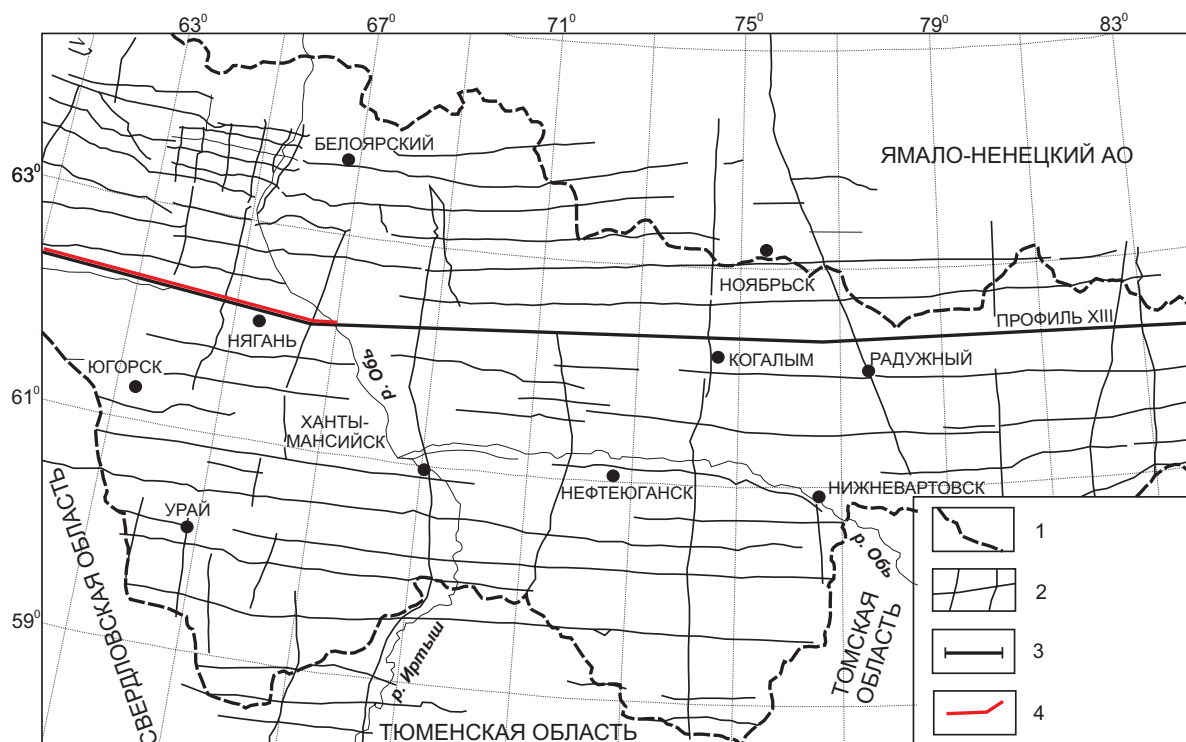 63⁰ 67⁰ 71⁰ 75⁰ 79⁰ 83⁰
БЕЛОЯРСКИЙ
ЯМАЛО-НЕНЕЦКИЙ АО
63⁰
НОЯБРЬСК
ПРОФИЛЬ XIII
НЯГАНЬ
КОГАЛЫМ
РАДУЖНЫЙ
ЮГОРСК
р. Обь
61⁰
ХАНТЫ-
МАНСИЙСК
НЕФТЕЮГАНСК
НИЖНЕВАРТОВСК
УРАЙ
СВЕРДЛОВСКАЯ ОБЛАСТЬ
р. Обь
59⁰
ТОМСКАЯ
ОБЛАСТЬ
р. Иртыш
ТЮМЕНСКАЯ ОБЛАСТЬ
1
2
3
4